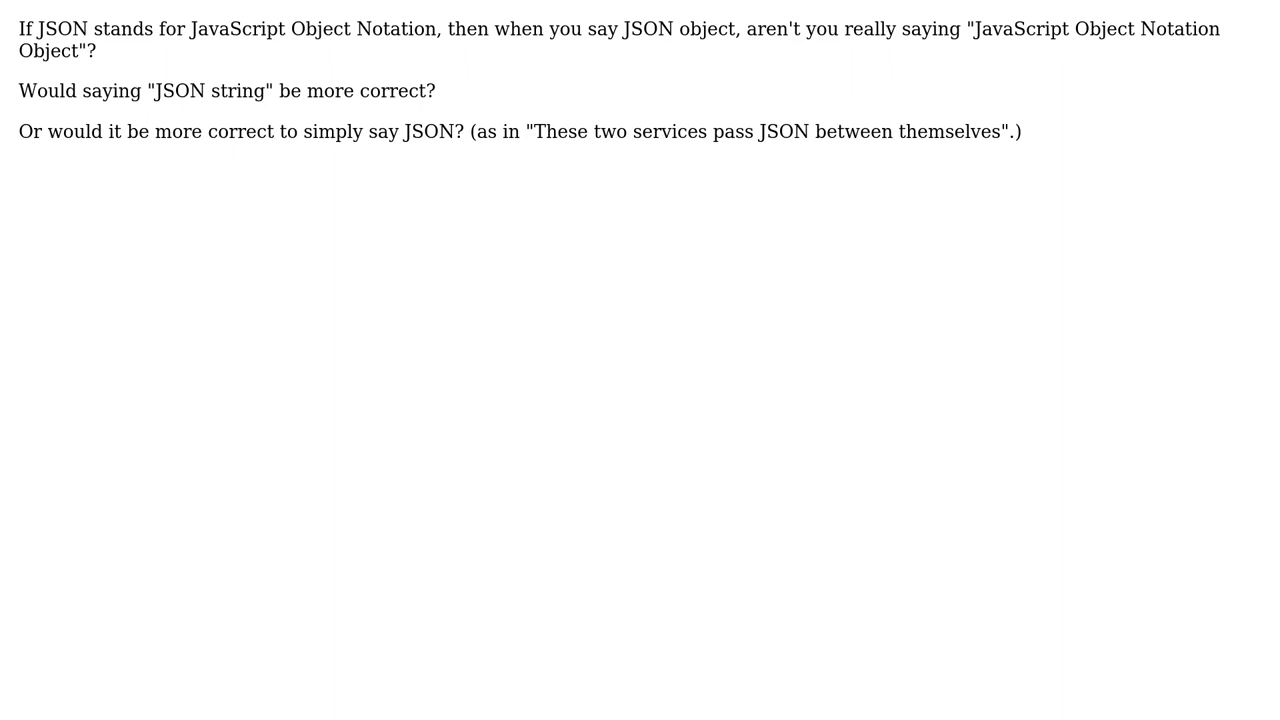 If JSON stands for JavaScript Object Notation, then when you say JSON object, aren't you really saying "JavaScript Object Notation
Object"?
Would saying "JSON string" be more correct?
Or would it be more correct to simply say JSON? (as in "These two services pass JSON between themselves".)